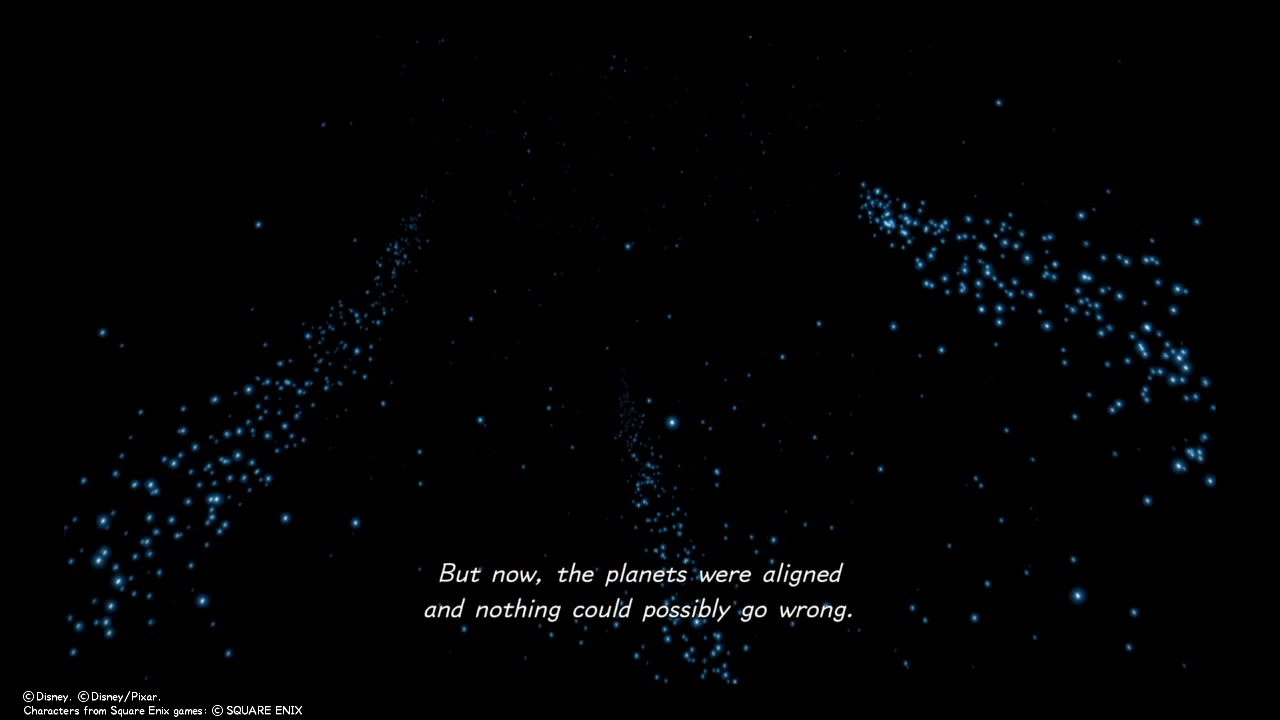 But now, the planets were aligned
and nothing could possibly go wrong.
©Disney. ©Disney/Pixar.
Characters from Square Enix games: © SQUARE ENIX